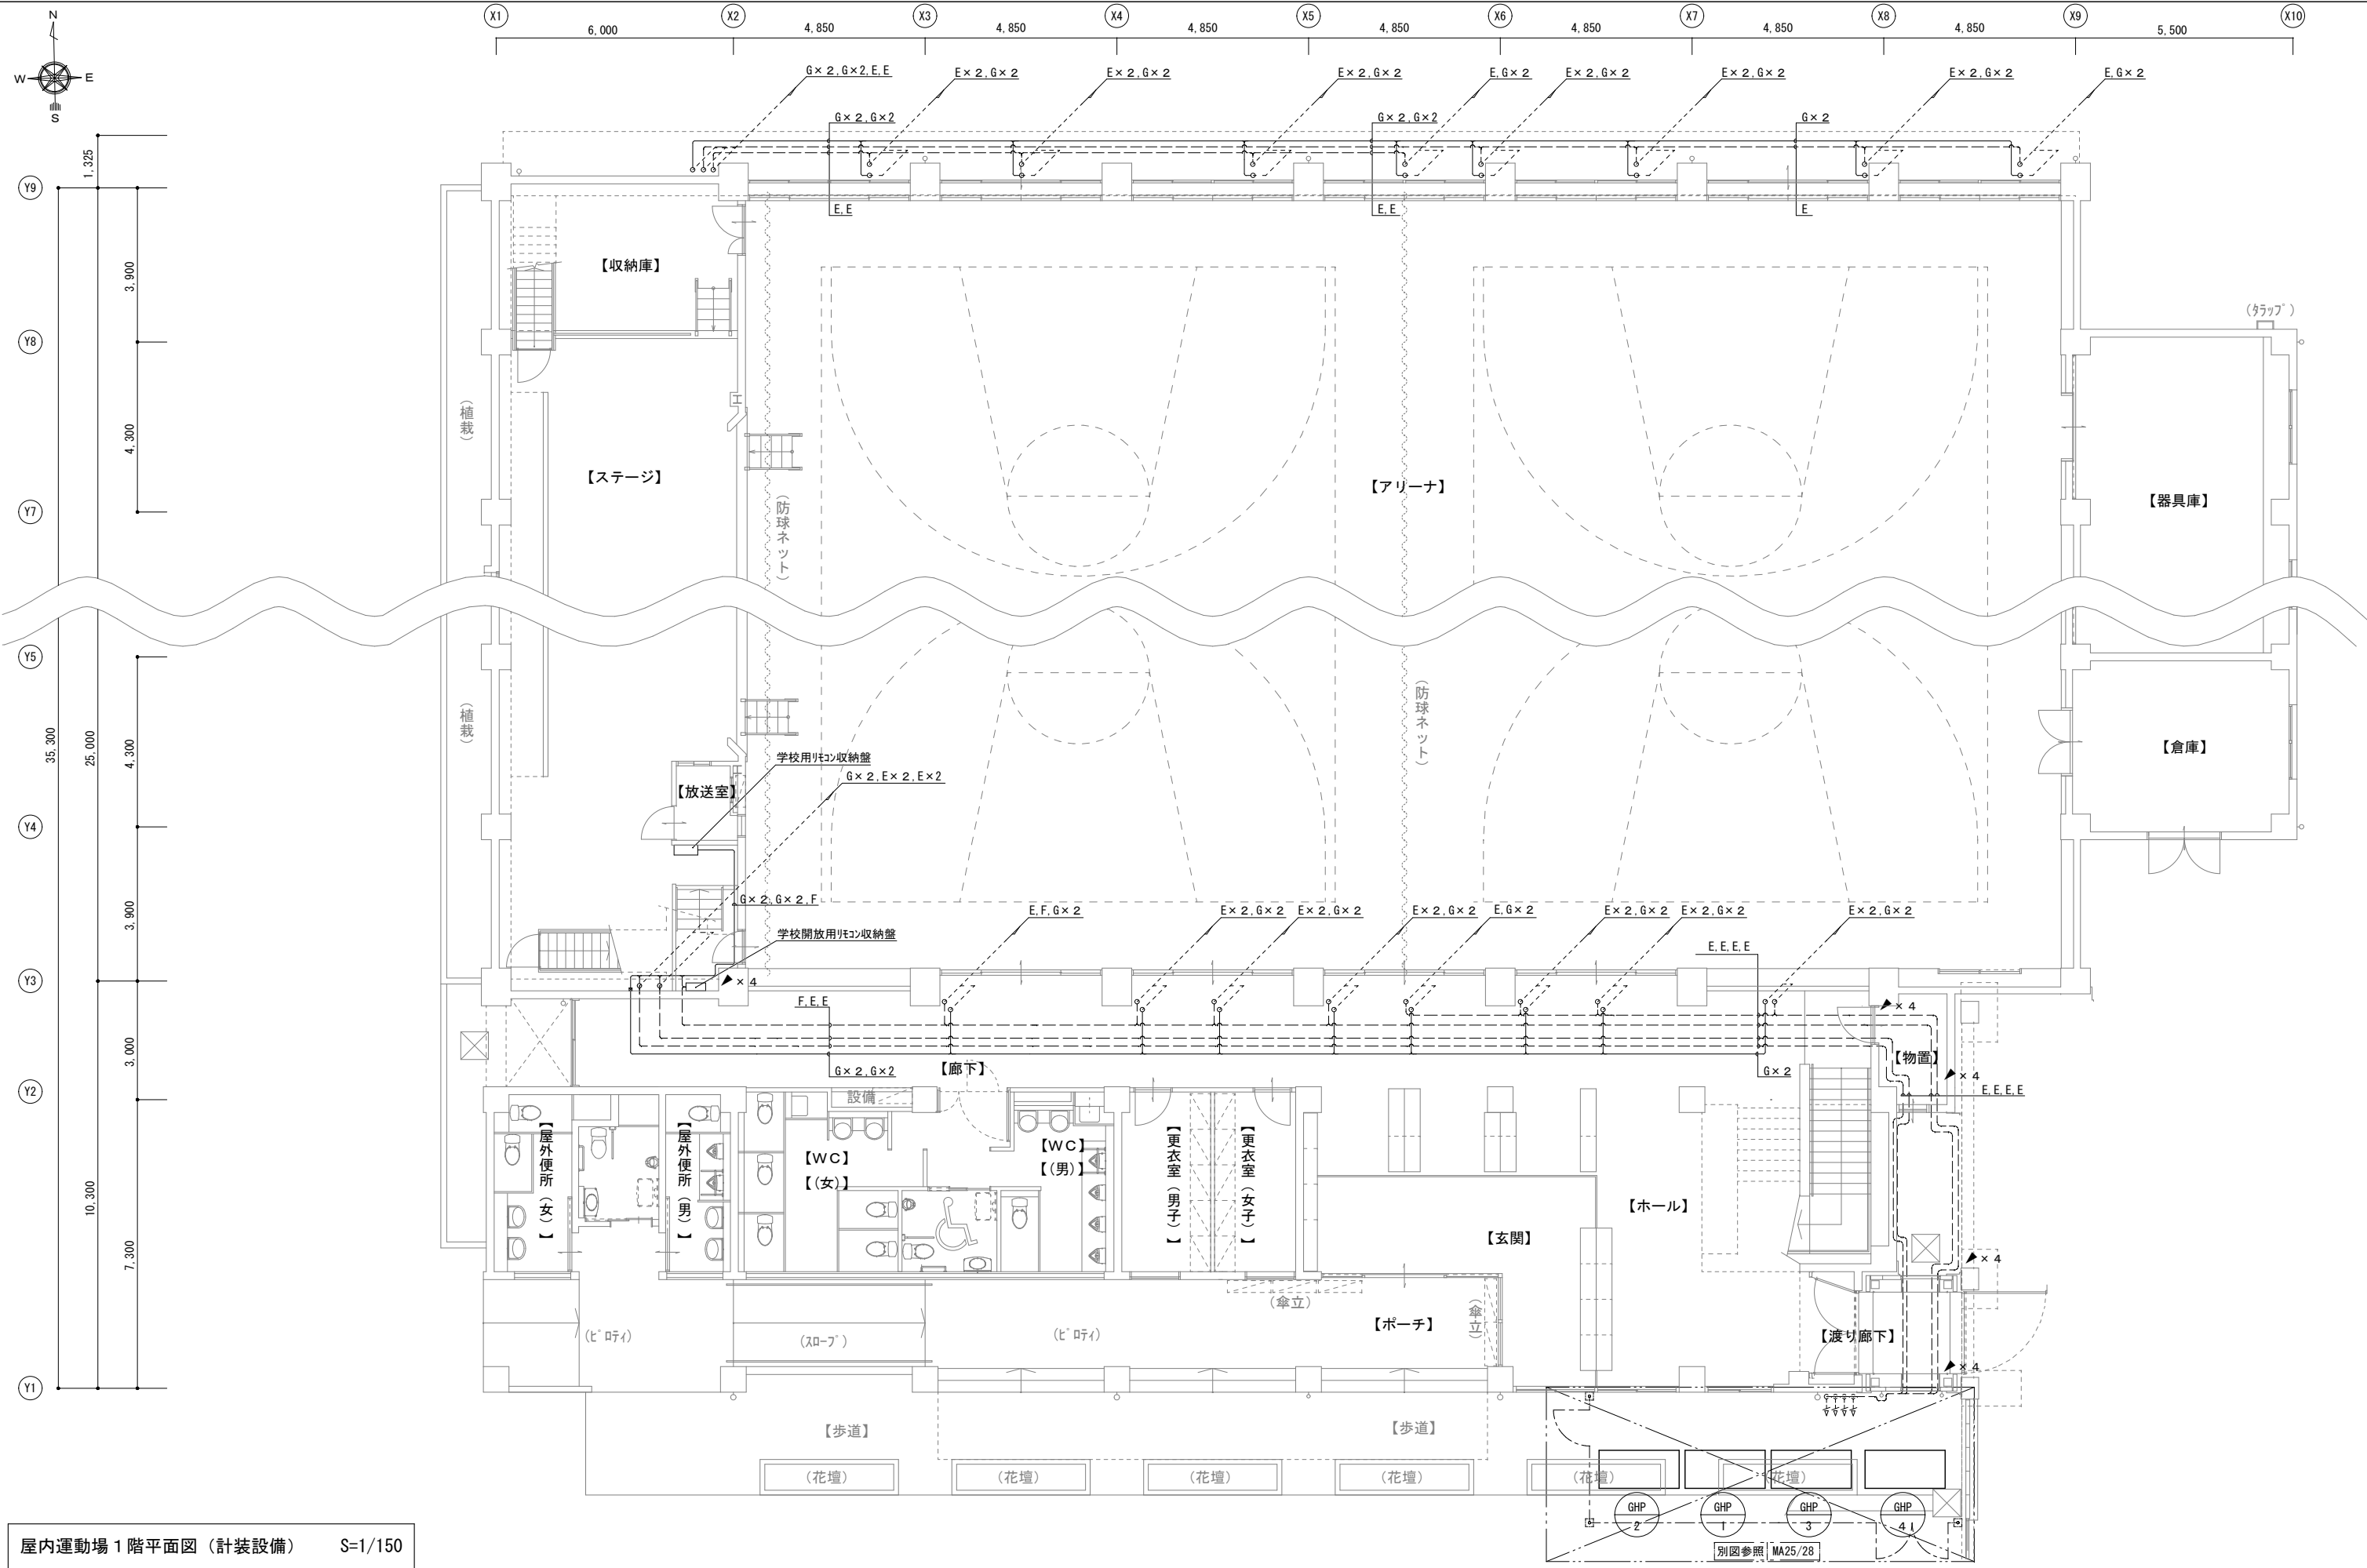 X1 X2 X3 X4 X5 X6 X7 X8 X9 X10
6,000 4,850 4,850 4,850 4,850 4,850 4,850 4,850 5,500
N
W E
S
G×2,G×2,E,E E×2,G×2 E×2,G×2 E×2,G×2 E,G×2 E×2,G×2 E×2,G×2 E×2,G×2 E,G×2
G×2,G×2 G×2,G×2 G×2
1,325
Y9
E,E E,E E
【収納庫】
3,900
(ﾀﾗｯﾌﾟ)
Y8
(植栽)
4,300
【ステージ】
【アリーナ】
【器具庫】
(防球ネット)
Y7
Y5
(植栽)
(防球ネット)
35,300
25,000
4,300
【倉庫】
学校用ﾘﾓｺﾝ収納盤
G×2,E×2,E×2
【放送室】
Y4
3,900
G×2,G×2,F
E,F,G×2 E×2,G×2 E×2,G×2 E×2,G×2 E,G×2 E×2,G×2 E×2,G×2 E×2,G×2
学校開放用ﾘﾓｺﾝ収納盤
E,E,E,E
Y3
×4
F,E,E
×4
3,000
【廊下】
【物置】
G×2,G×2
G×2
×4
Y2
E,E,E,E
設備
【屋外便所(女)】
【屋外便所(男)】
【WC】
【(女)】
【WC】
【(男)】
【更衣室(男子)】
【更衣室(女子)】
10,300
7,300
【ホール】
【玄関】
×4
(傘立)
(ﾋﾟﾛﾃｨ)
(ｽﾛｰﾌﾟ)
(ﾋﾟﾛﾃｨ)
【ポーチ】
(傘立)
【渡り廊下】
×4
Y1
【歩道】
【歩道】
(花壇) (花壇) (花壇) (花壇) (花壇) (花壇)
GHP 2
GHP 1
GHP 3
GHP 4
別図参照 MA25/28
屋内運動場1階平面図(計装設備) S=1/150